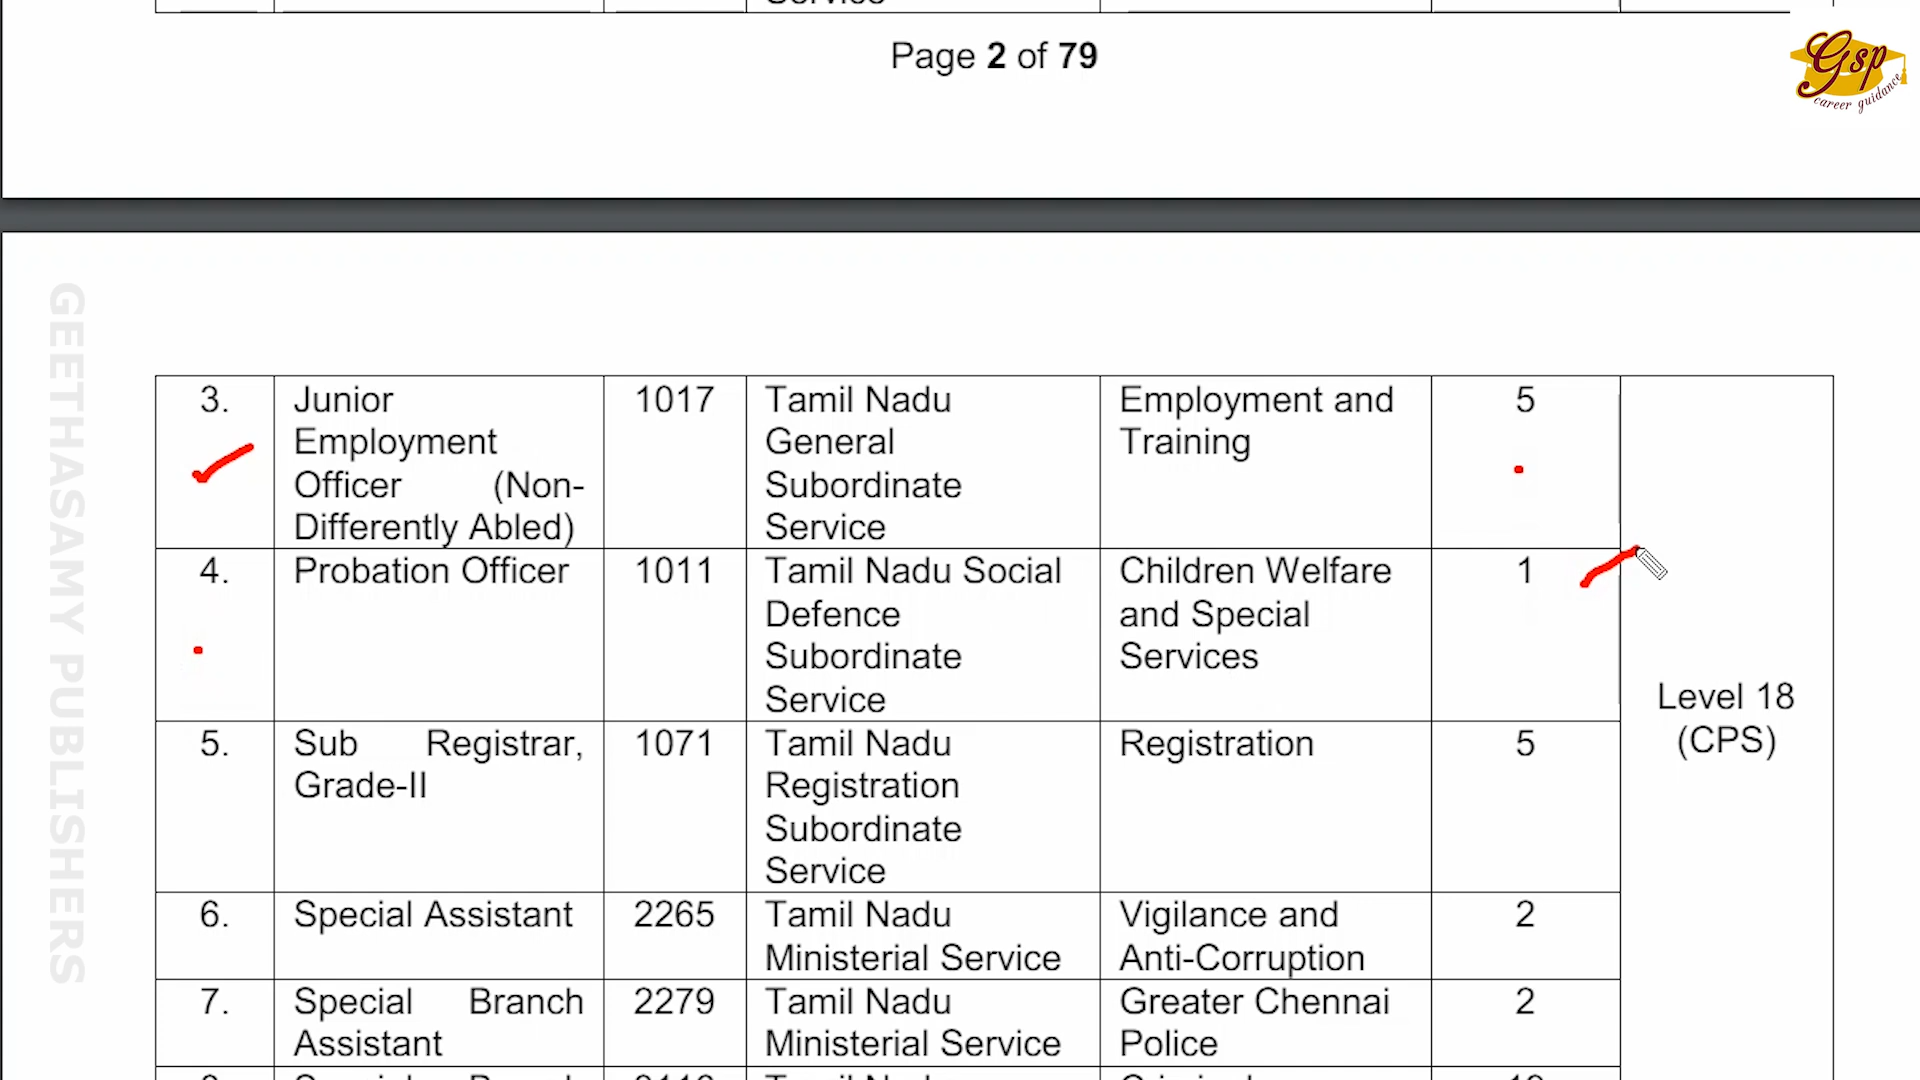 Page 2 of 79
Gsp
career guidance
GEETHASAMY PUBLISHERS
3. Junior Employment Officer (Non-Differently Abled) 1017 Tamil Nadu General Subordinate Service Employment and Training 5
4. Probation Officer 1011 Tamil Nadu Social Defence Subordinate Service Children Welfare and Special Services 1
Level 18 (CPS)
5. Sub Registrar, Grade-II 1071 Tamil Nadu Registration Subordinate Service Registration 5
6. Special Assistant 2265 Tamil Nadu Ministerial Service Vigilance and Anti-Corruption 2
7. Special Branch Assistant 2279 Tamil Nadu Ministerial Service Greater Chennai Police 2